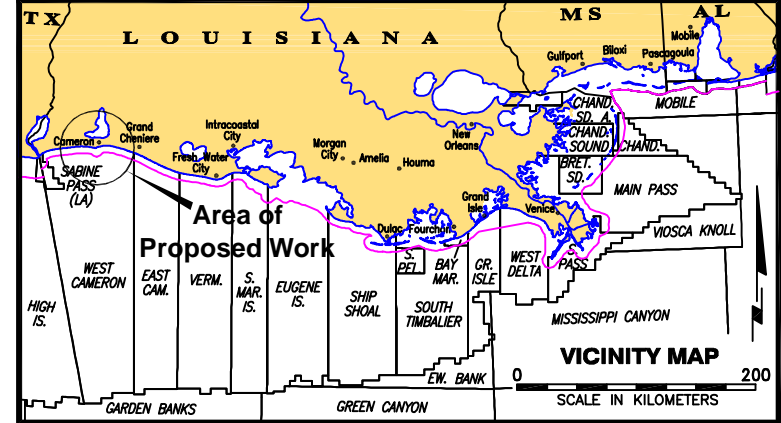 TX
LOUISIANA
MS
AL
Mobile
Gulfport
Biloxi
Pascagoula
MOBILE
CHAND.
SD. A.
CHAND.
SOUND
CHAND.
BRET.
SD.
MAIN PASS
VIOSCA KNOLL
Cameron
Grand
Cheniere
Intracoastal
City
Fresh Water
City
Morgan
City
Amelia
Houma
New
Orleans
Grand
Isle
Venice
Dulac
Fourchon
SABINE
PASS
(LA)
Area of
Proposed Work
HIGH
IS.
WEST
CAMERON
EAST
CAM.
VERM.
S.
MAR.
IS.
EUGENE
IS.
SHIP
SHOAL
S.
PEL.
BAY
MAR.
SOUTH
TIMBALIER
GR.
ISLE
WEST
DELTA
PASS
MISSISSIPPI CANYON
EW. BANK
GARDEN BANKS
GREEN CANYON
VICINITY MAP
0
200
SCALE IN KILOMETERS